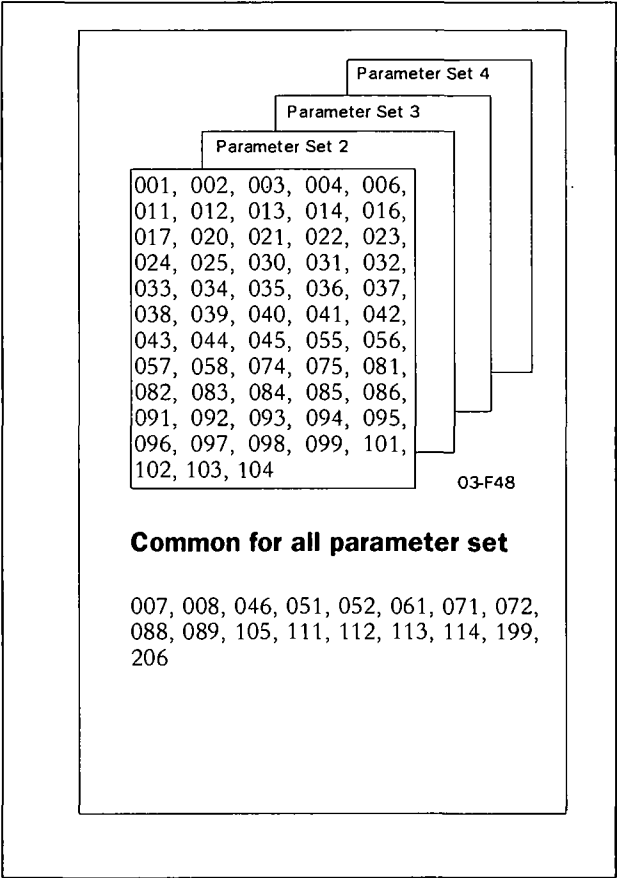 Parameter Set 4
Parameter Set 3
Parameter Set 2
001, 002, 003, 004, 006,
011, 012, 013, 014, 016,
017, 020, 021, 022, 023,
024, 025, 030, 031, 032,
033, 034, 035, 036, 037,
038, 039, 040, 041, 042,
043, 044, 045, 055, 056,
057, 058, 074, 075, 081,
082, 083, 084, 085, 086,
091, 092, 093, 094, 095,
096, 097, 098, 099, 101,
102, 103, 104
03-F48
Common for all parameter set
007, 008, 046, 051, 052, 061, 071, 072,
088, 089, 105, 111, 112, 113, 114, 199,
206